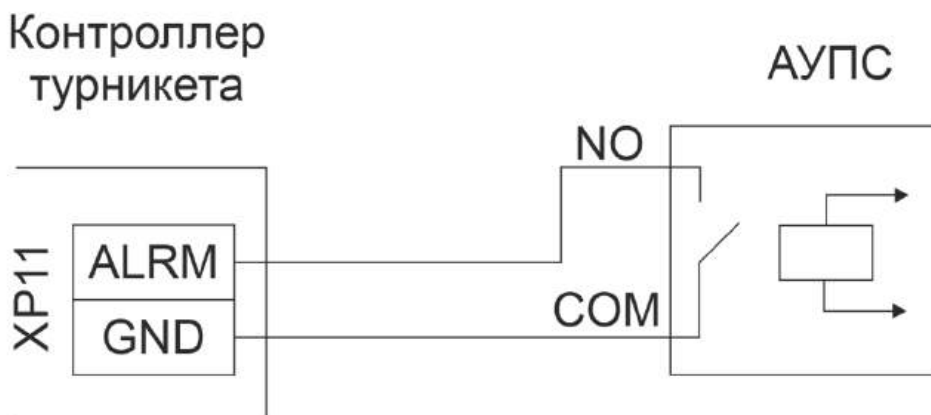 Контроллер
турникета
АУПС
NO
XP11
ALRM
GND
COM